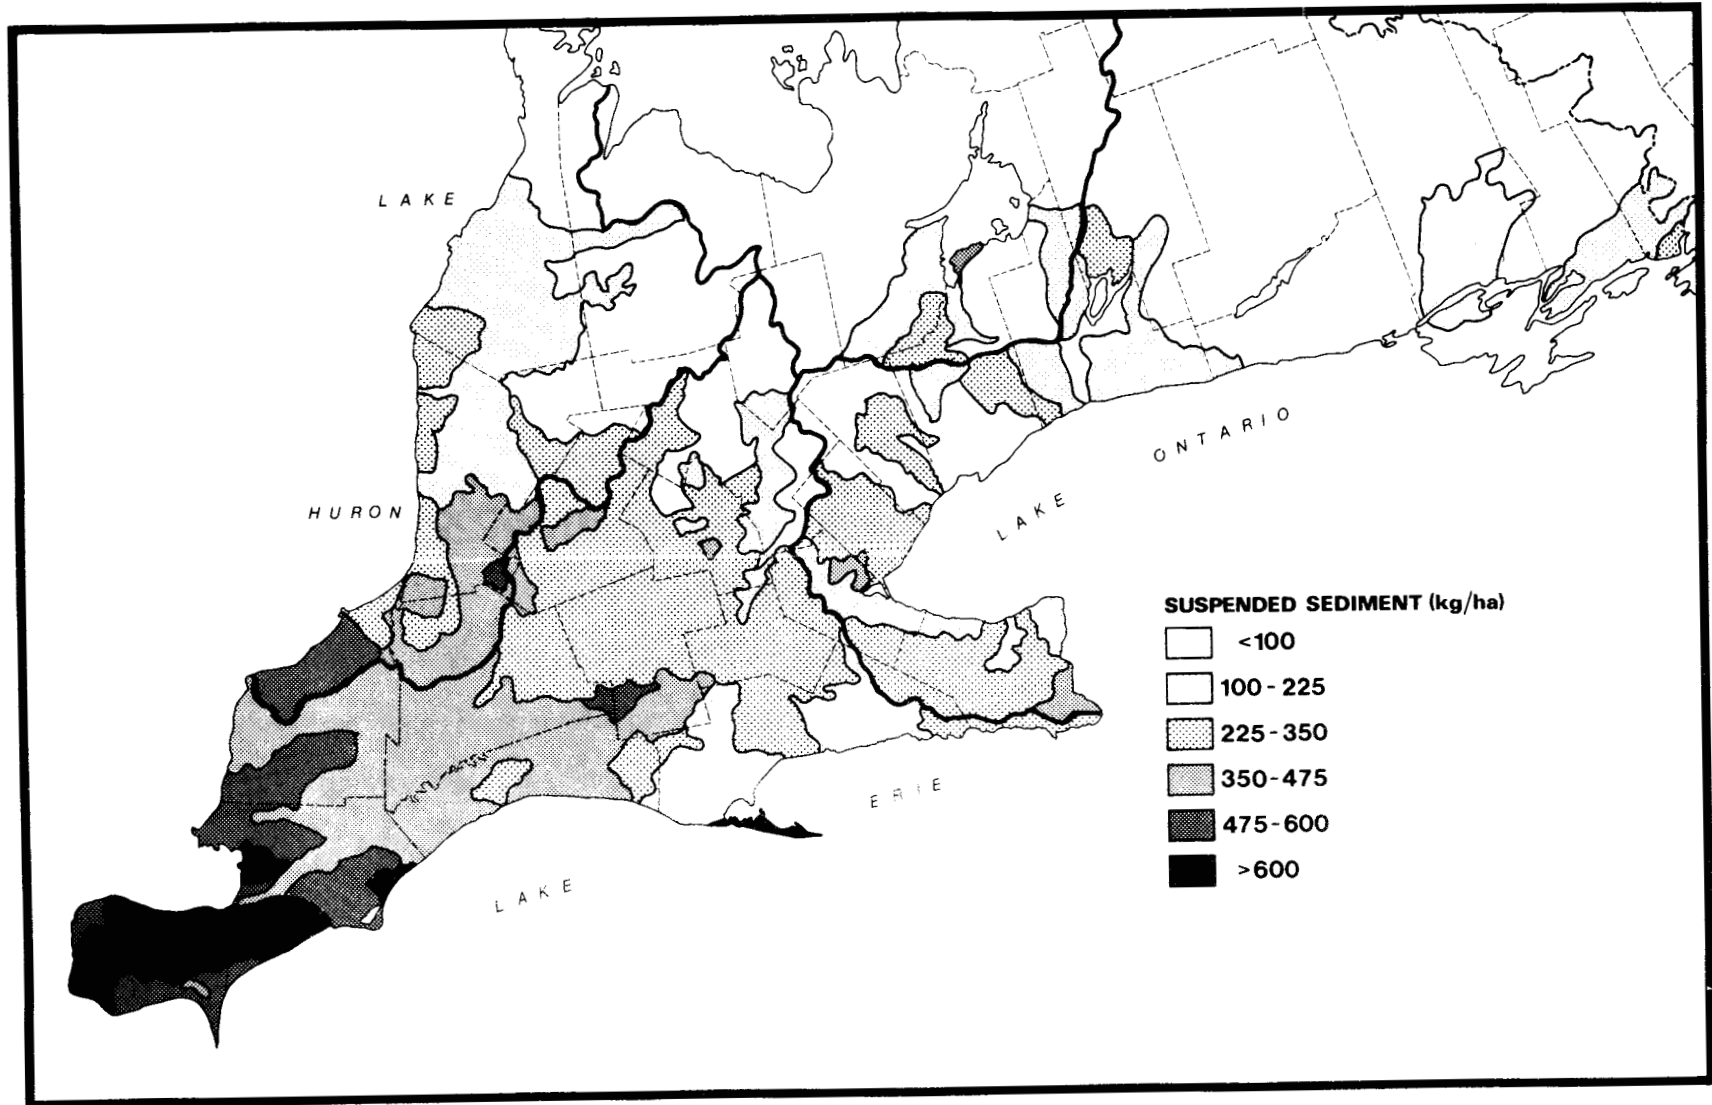 LAKE
HURON
LAKE
ONTARIO
LAKE
ERIE
SUSPENDED SEDIMENT (kg/ha)
<100
100-225
225-350
350-475
475-600
>600